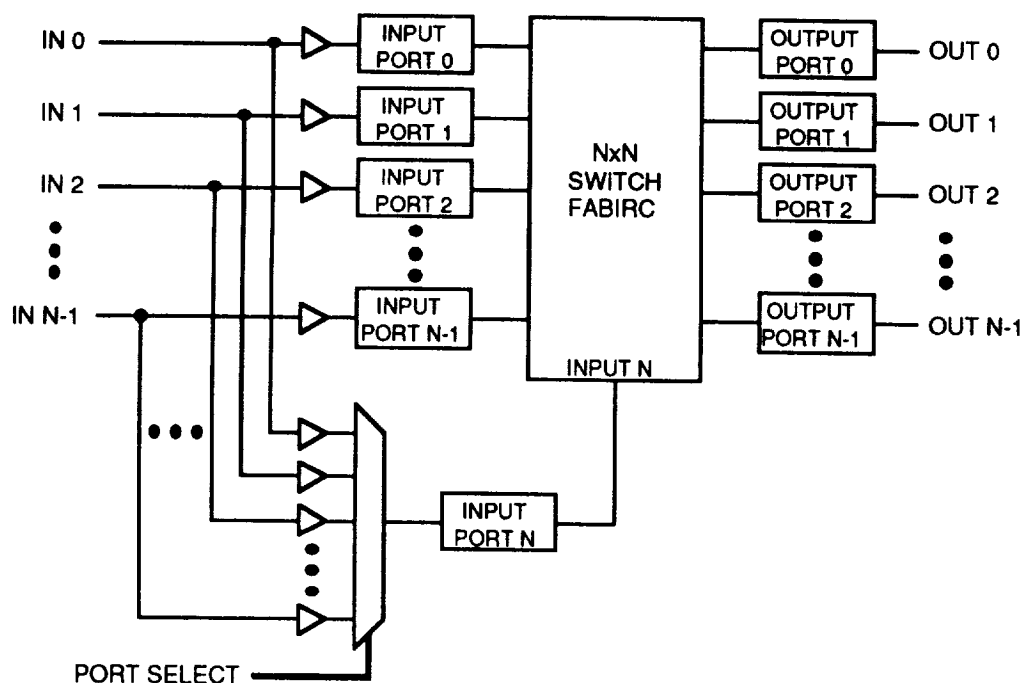 IN 0
INPUT
PORT 0
OUTPUT
PORT 0
OUT 0
IN 1
INPUT
PORT 1
OUTPUT
PORT 1
OUT 1
NxN
SWITCH
FABIRC
IN 2
INPUT
PORT 2
OUTPUT
PORT 2
OUT 2
IN N-1
INPUT
PORT N-1
OUTPUT
PORT N-1
OUT N-1
INPUT N
INPUT
PORT N
PORT SELECT